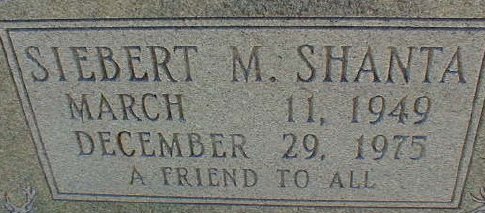 SIEBERT M. SHANTA
MARCH 11, 1949
DECEMBER 29, 1975
A FRIEND TO ALL